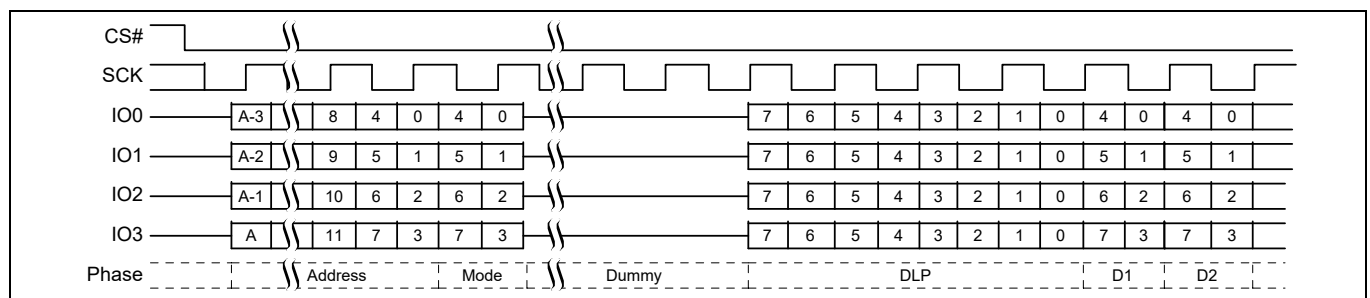 CS#
SCK
IO0 A-3 8 4 0 4 0 7 6 5 4 3 2 1 0 4 0 4 0
IO1 A-2 9 5 1 5 1 7 6 5 4 3 2 1 0 5 1 5 1
IO2 A-1 10 6 2 6 2 7 6 5 4 3 2 1 0 6 2 6 2
IO3 A 11 7 3 7 3 7 6 5 4 3 2 1 0 7 3 7 3
Phase Address Mode Dummy DLP D1 D2